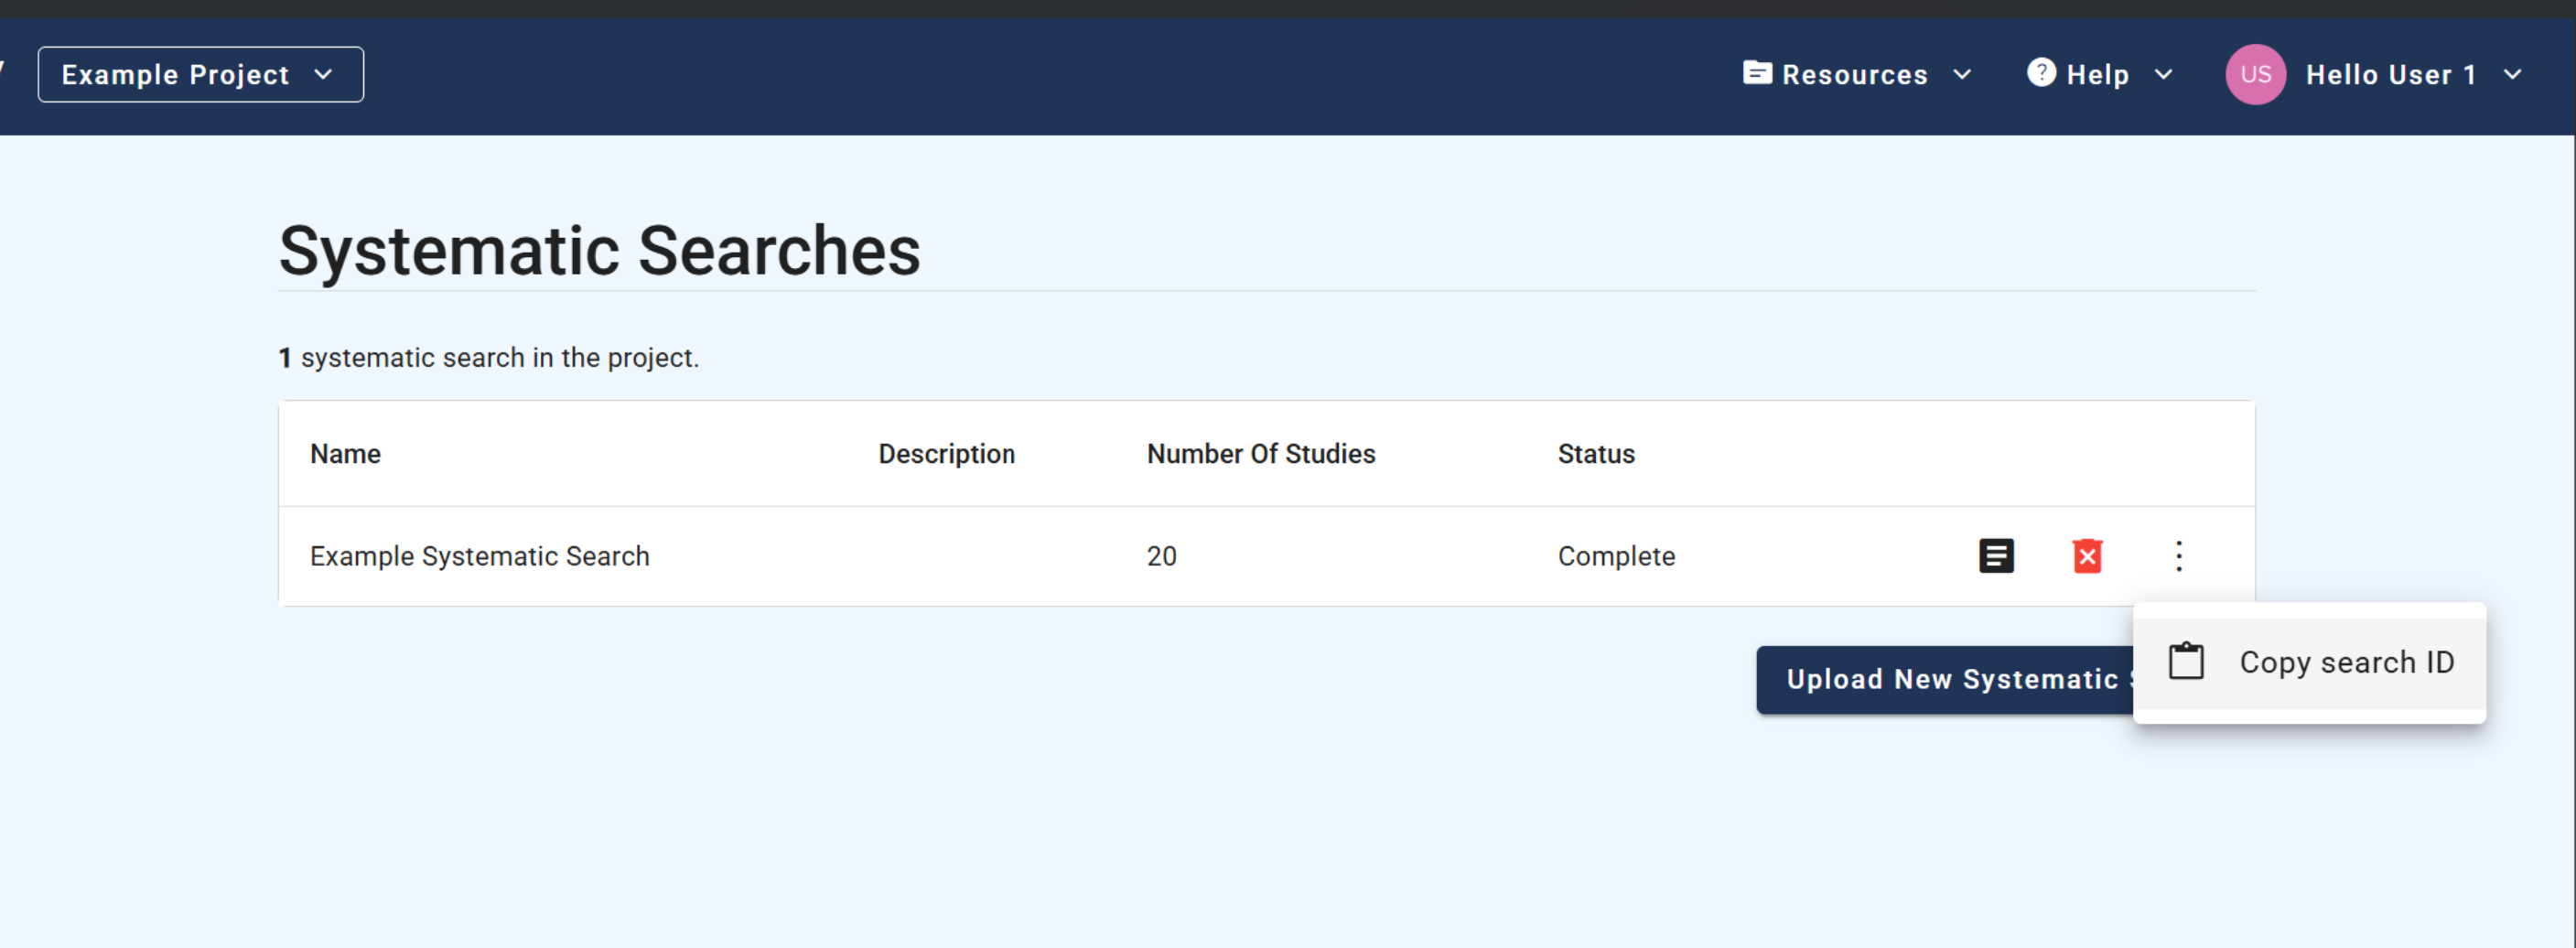 Example Project
Resources
Help
US
Hello User 1
Systematic Searches
1 systematic search in the project.
Name Description Number Of Studies Status
Example Systematic Search 20 Complete
Upload New Systematic
Copy search ID